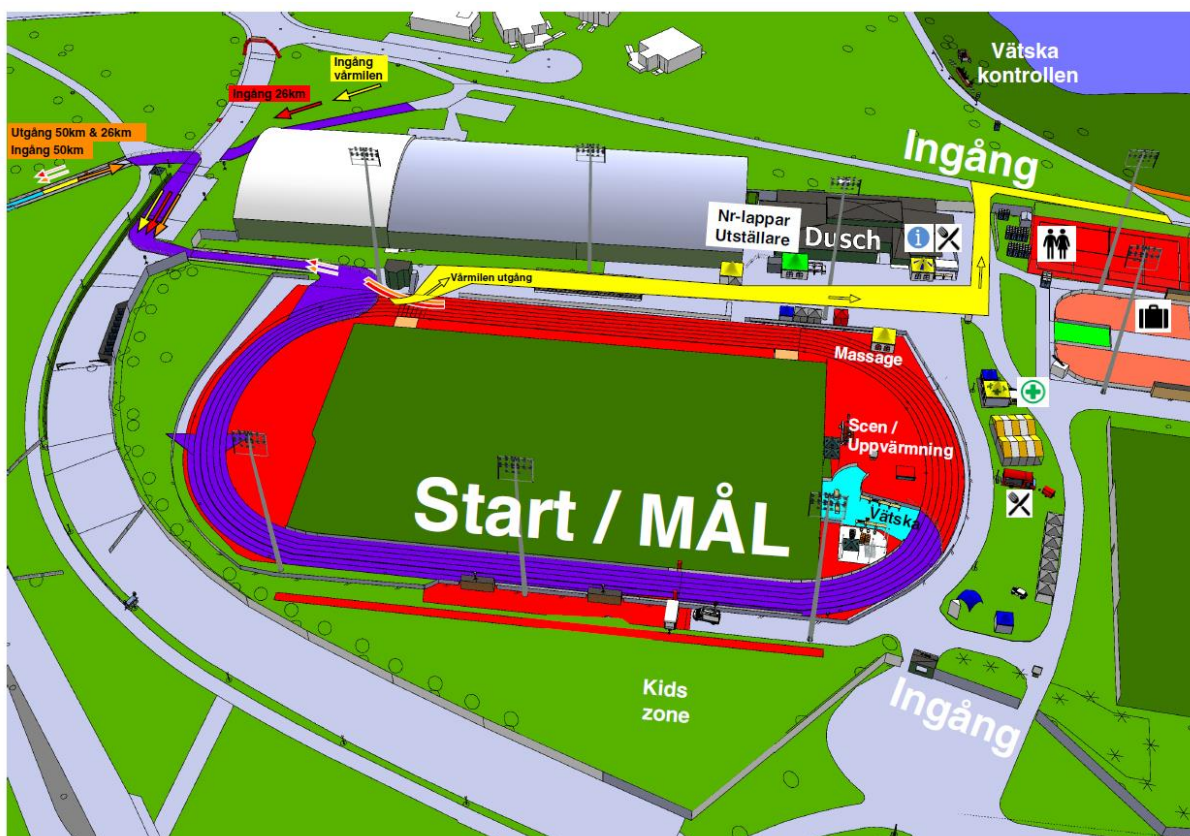 Ingång
vårmilen
Vätska
kontrollen
Ingång 26km
Utgång 50km & 26km
Ingång 50km
Ingång
Nr-lappar
Utställare
Dusch
i
Vårmilen utgång
Massage
Scen /
Uppvärmning
Start / MÅL
Vätska
Kids
zone
Ingång